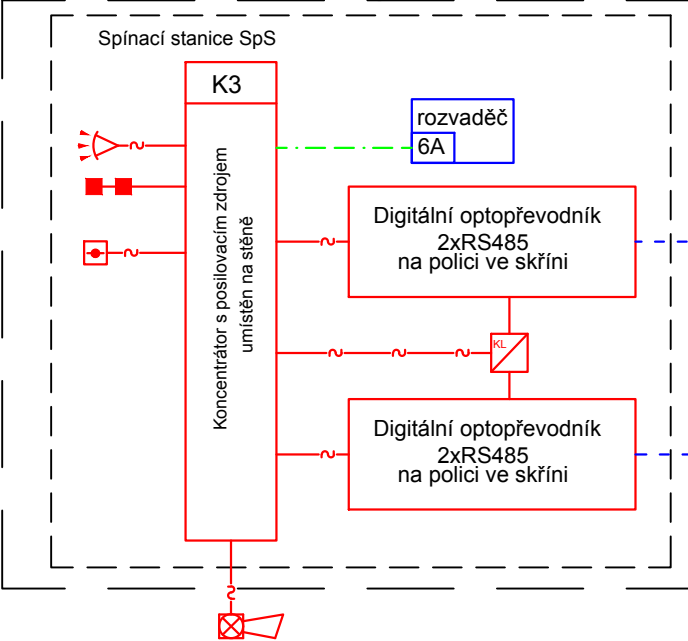 Spínací stanice SpS
K3
rozvaděč
6A
Koncentrátor s posilovacím zdrojem
umístěn na stěně
Digitální optopřevodník
2xRS485
na polici ve skříni
KL
Digitální optopřevodník
2xRS485
na polici ve skříni